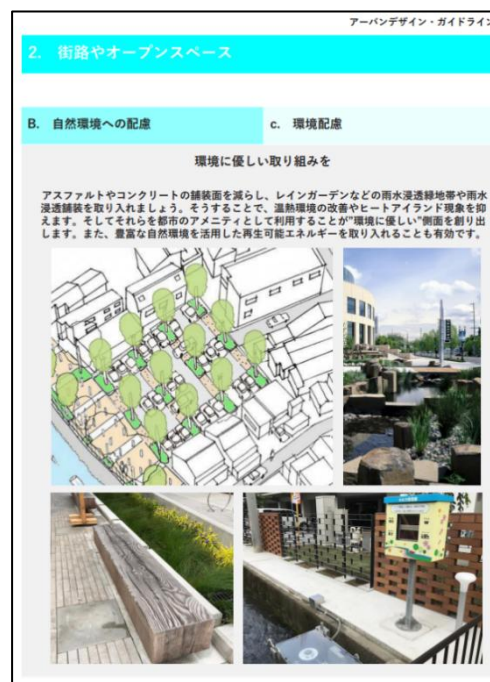 アーバンデザイン・ガイドライン
2. 街路やオープンスペース
B. 自然環境への配慮
c. 環境配慮
環境に優しい取り組みを
アスファルトやコンクリートの舗装面を減らし、レインガーデンなどの雨水浸透緑地帯や雨水
浸透舗装を取り入れましょう。そうすることで、温熱環境の改善やヒートアイランド現象を抑
えます。そしてそれらを都市のアメニティとして利用することが"環境に優しい"側面を創り出
します。また、豊富な自然環境を活用した再生可能エネルギーを取り入れることも有効です。